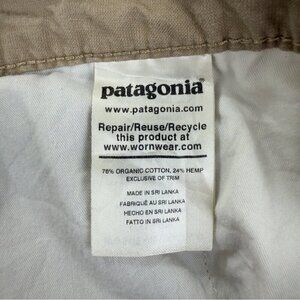 patagonia®
www.patagonia.com
Repair/Reuse/Recycle
this product at
www.wornwear.com
76% ORGANIC COTTON, 24% HEMP
EXCLUSIVE OF TRIM
MADE IN SRI LANKA
FABRIQUÉ AU SRI LANKA
HECHO EN SRI LANKA
FATTO IN SRI LANKA